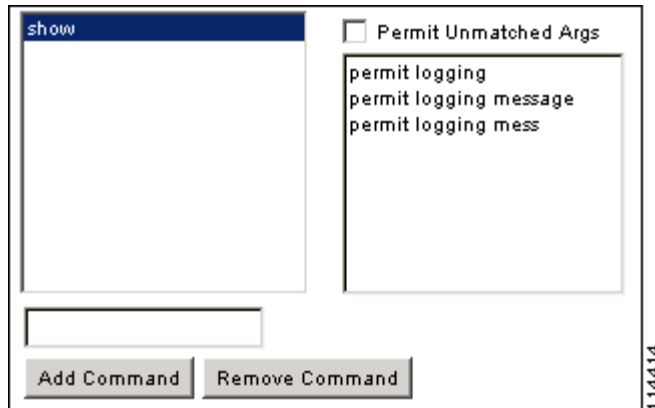 show
Permit Unmatched Args
permit logging
permit logging message
permit logging mess
Add Command
Remove Command
114414